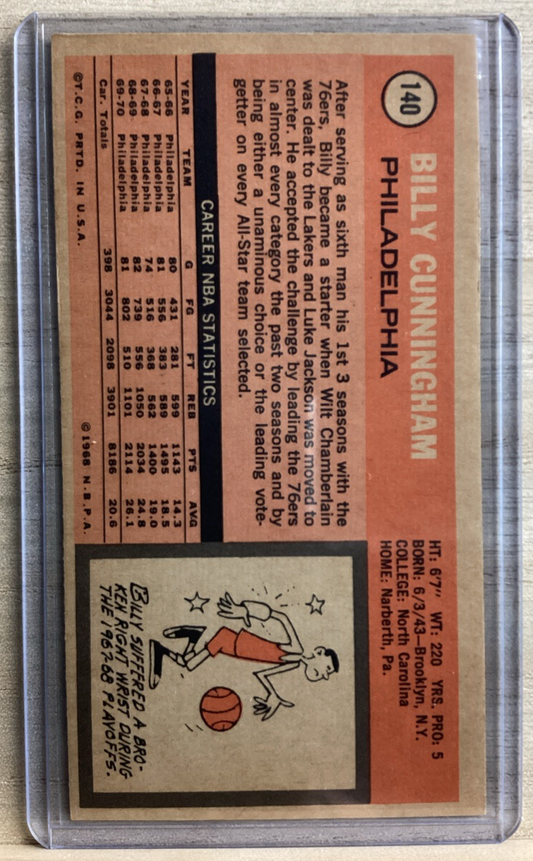 140
BILLY CUNNINGHAM
PHILADELPHIA
HT: 6'7" WT: 220 YRS. PRO: 5
BORN: 6/3/43—Brooklyn, N.Y.
COLLEGE: North Carolina
HOME: Narberth, Pa.
After serving as sixth man his 1st 3 seasons with the
76ers, Billy became a starter when Wilt Chamberlain
was dealt to the Lakers and Luke Jackson was moved to
center. He accepted the challenge by leading the 76ers
in almost every category the past two seasons and by
being either a unaminous choice or the leading vote-
getter on every All-Star team selected.
CAREER NBA STATISTICS
YEAR TEAM G FG FT REB PTS AVG
65-66 Philadelphia 80 431 281 599 1143 14.3
66-67 Philadelphia 81 556 383 589 1495 18.5
67-68 Philadelphia 74 516 368 562 1400 19.0
68-69 Philadelphia 82 739 556 1050 2034 24.8
69-70 Philadelphia 81 802 510 1101 2114 26.1
Car. Totals 398 3044 2098 3901 8186 20.6
©T.C.G. PRTD. IN U.S.A. ©1968 N.B.P.A.
BILLY SUFFERED A BRO-
KEN RIGHT WRIST DURING
THE 1967-68 PLAYOFFS.